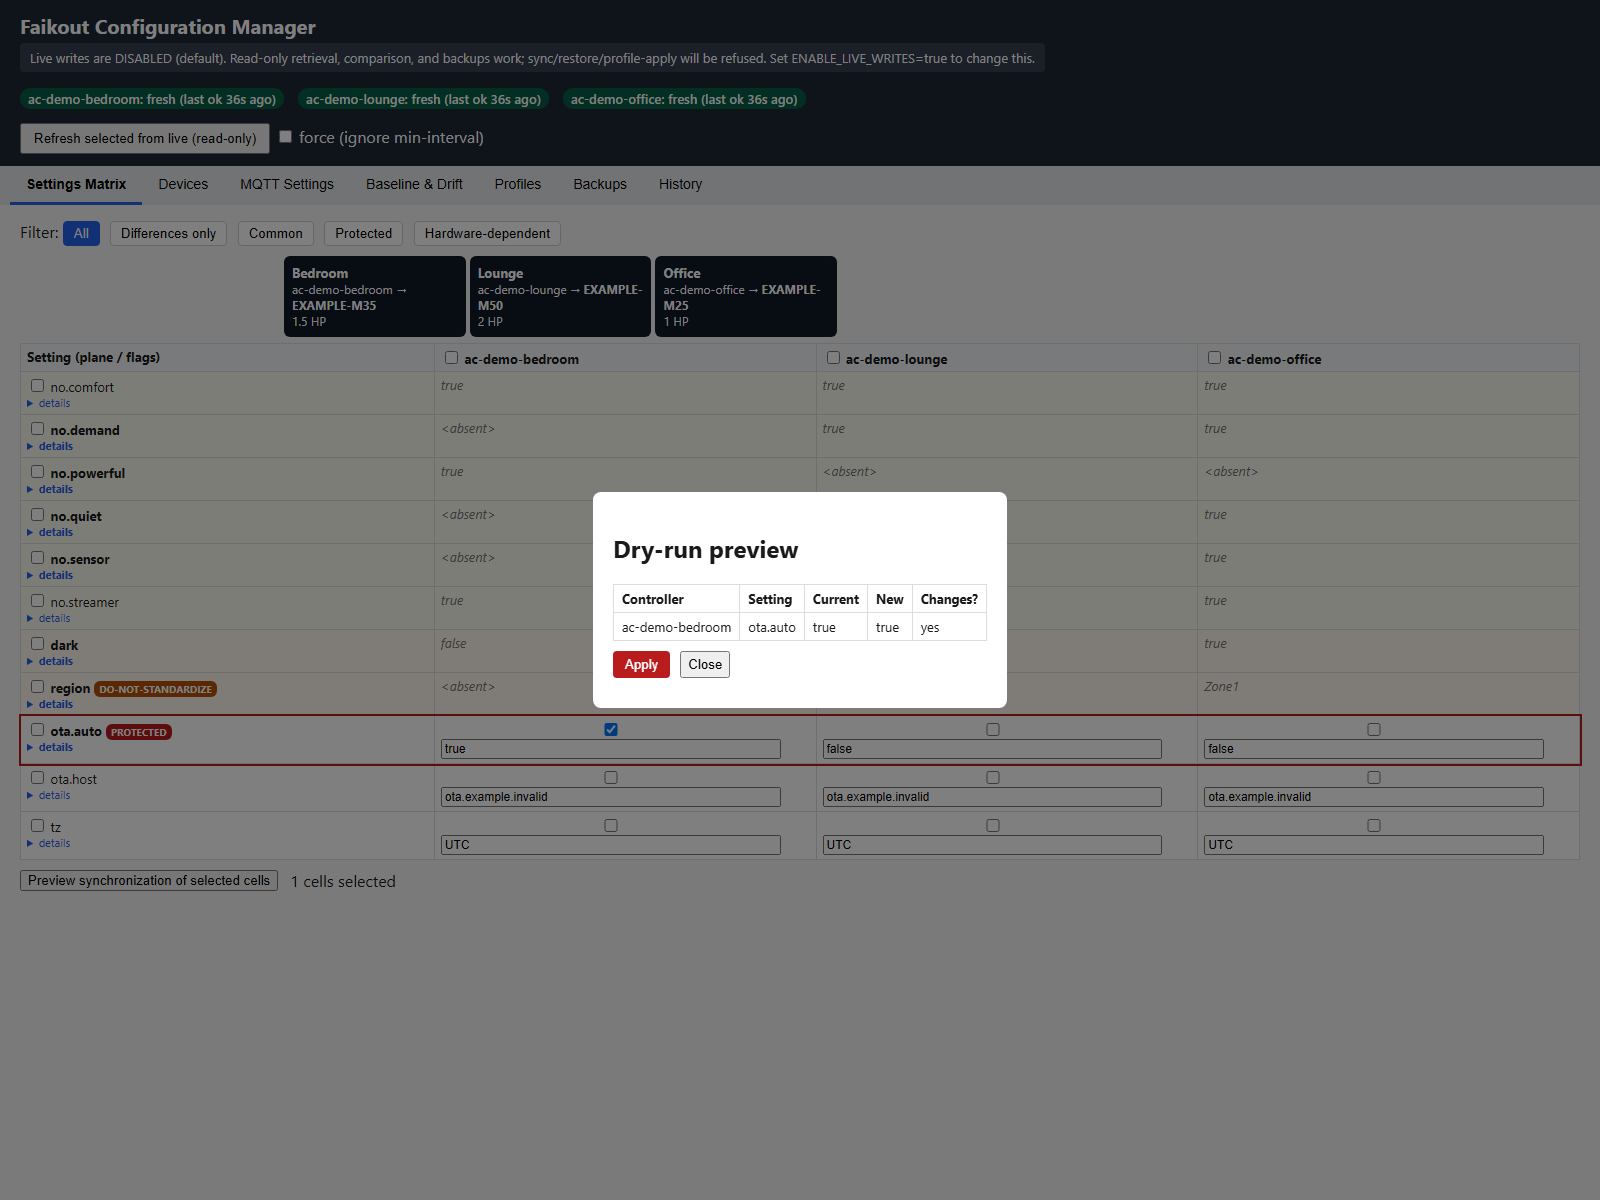 Faikout Configuration Manager
Live writes are DISABLED (default). Read-only retrieval, comparison, and backups work; sync/restore/profile-apply will be refused. Set ENABLE_LIVE_WRITES=true to change this.
ac-demo-bedroom: fresh (last ok 36s ago) ac-demo-lounge: fresh (last ok 36s ago) ac-demo-office: fresh (last ok 36s ago)
Refresh selected from live (read-only) force (ignore min-interval)
Settings Matrix Devices MQTT Settings Baseline & Drift Profiles Backups History
Filter: All Differences only Common Protected Hardware-dependent
Bedroom
ac-demo-bedroom →
EXAMPLE-M35
1.5 HP
Lounge
ac-demo-lounge → EXAMPLE-
M50
2 HP
Office
ac-demo-office → EXAMPLE-
M25
1 HP
Setting (plane / flags) ac-demo-bedroom ac-demo-lounge ac-demo-office
no.comfort true true true
▶ details
no.demand <absent> true true
▶ details
no.powerful true <absent> <absent>
▶ details
no.quiet <absent> true
▶ details
no.sensor <absent> true
▶ details
no.streamer true true
▶ details
dark false true
▶ details
region DO-NOT-STANDARDIZE <absent> Zone1
▶ details
Dry-run preview
Controller Setting Current New Changes?
ac-demo-bedroom ota.auto true true yes
Apply Close
ota.auto PROTECTED
▶ details
true false false
ota.host
▶ details
ota.example.invalid ota.example.invalid ota.example.invalid
tz
▶ details
UTC UTC UTC
Preview synchronization of selected cells 1 cells selected